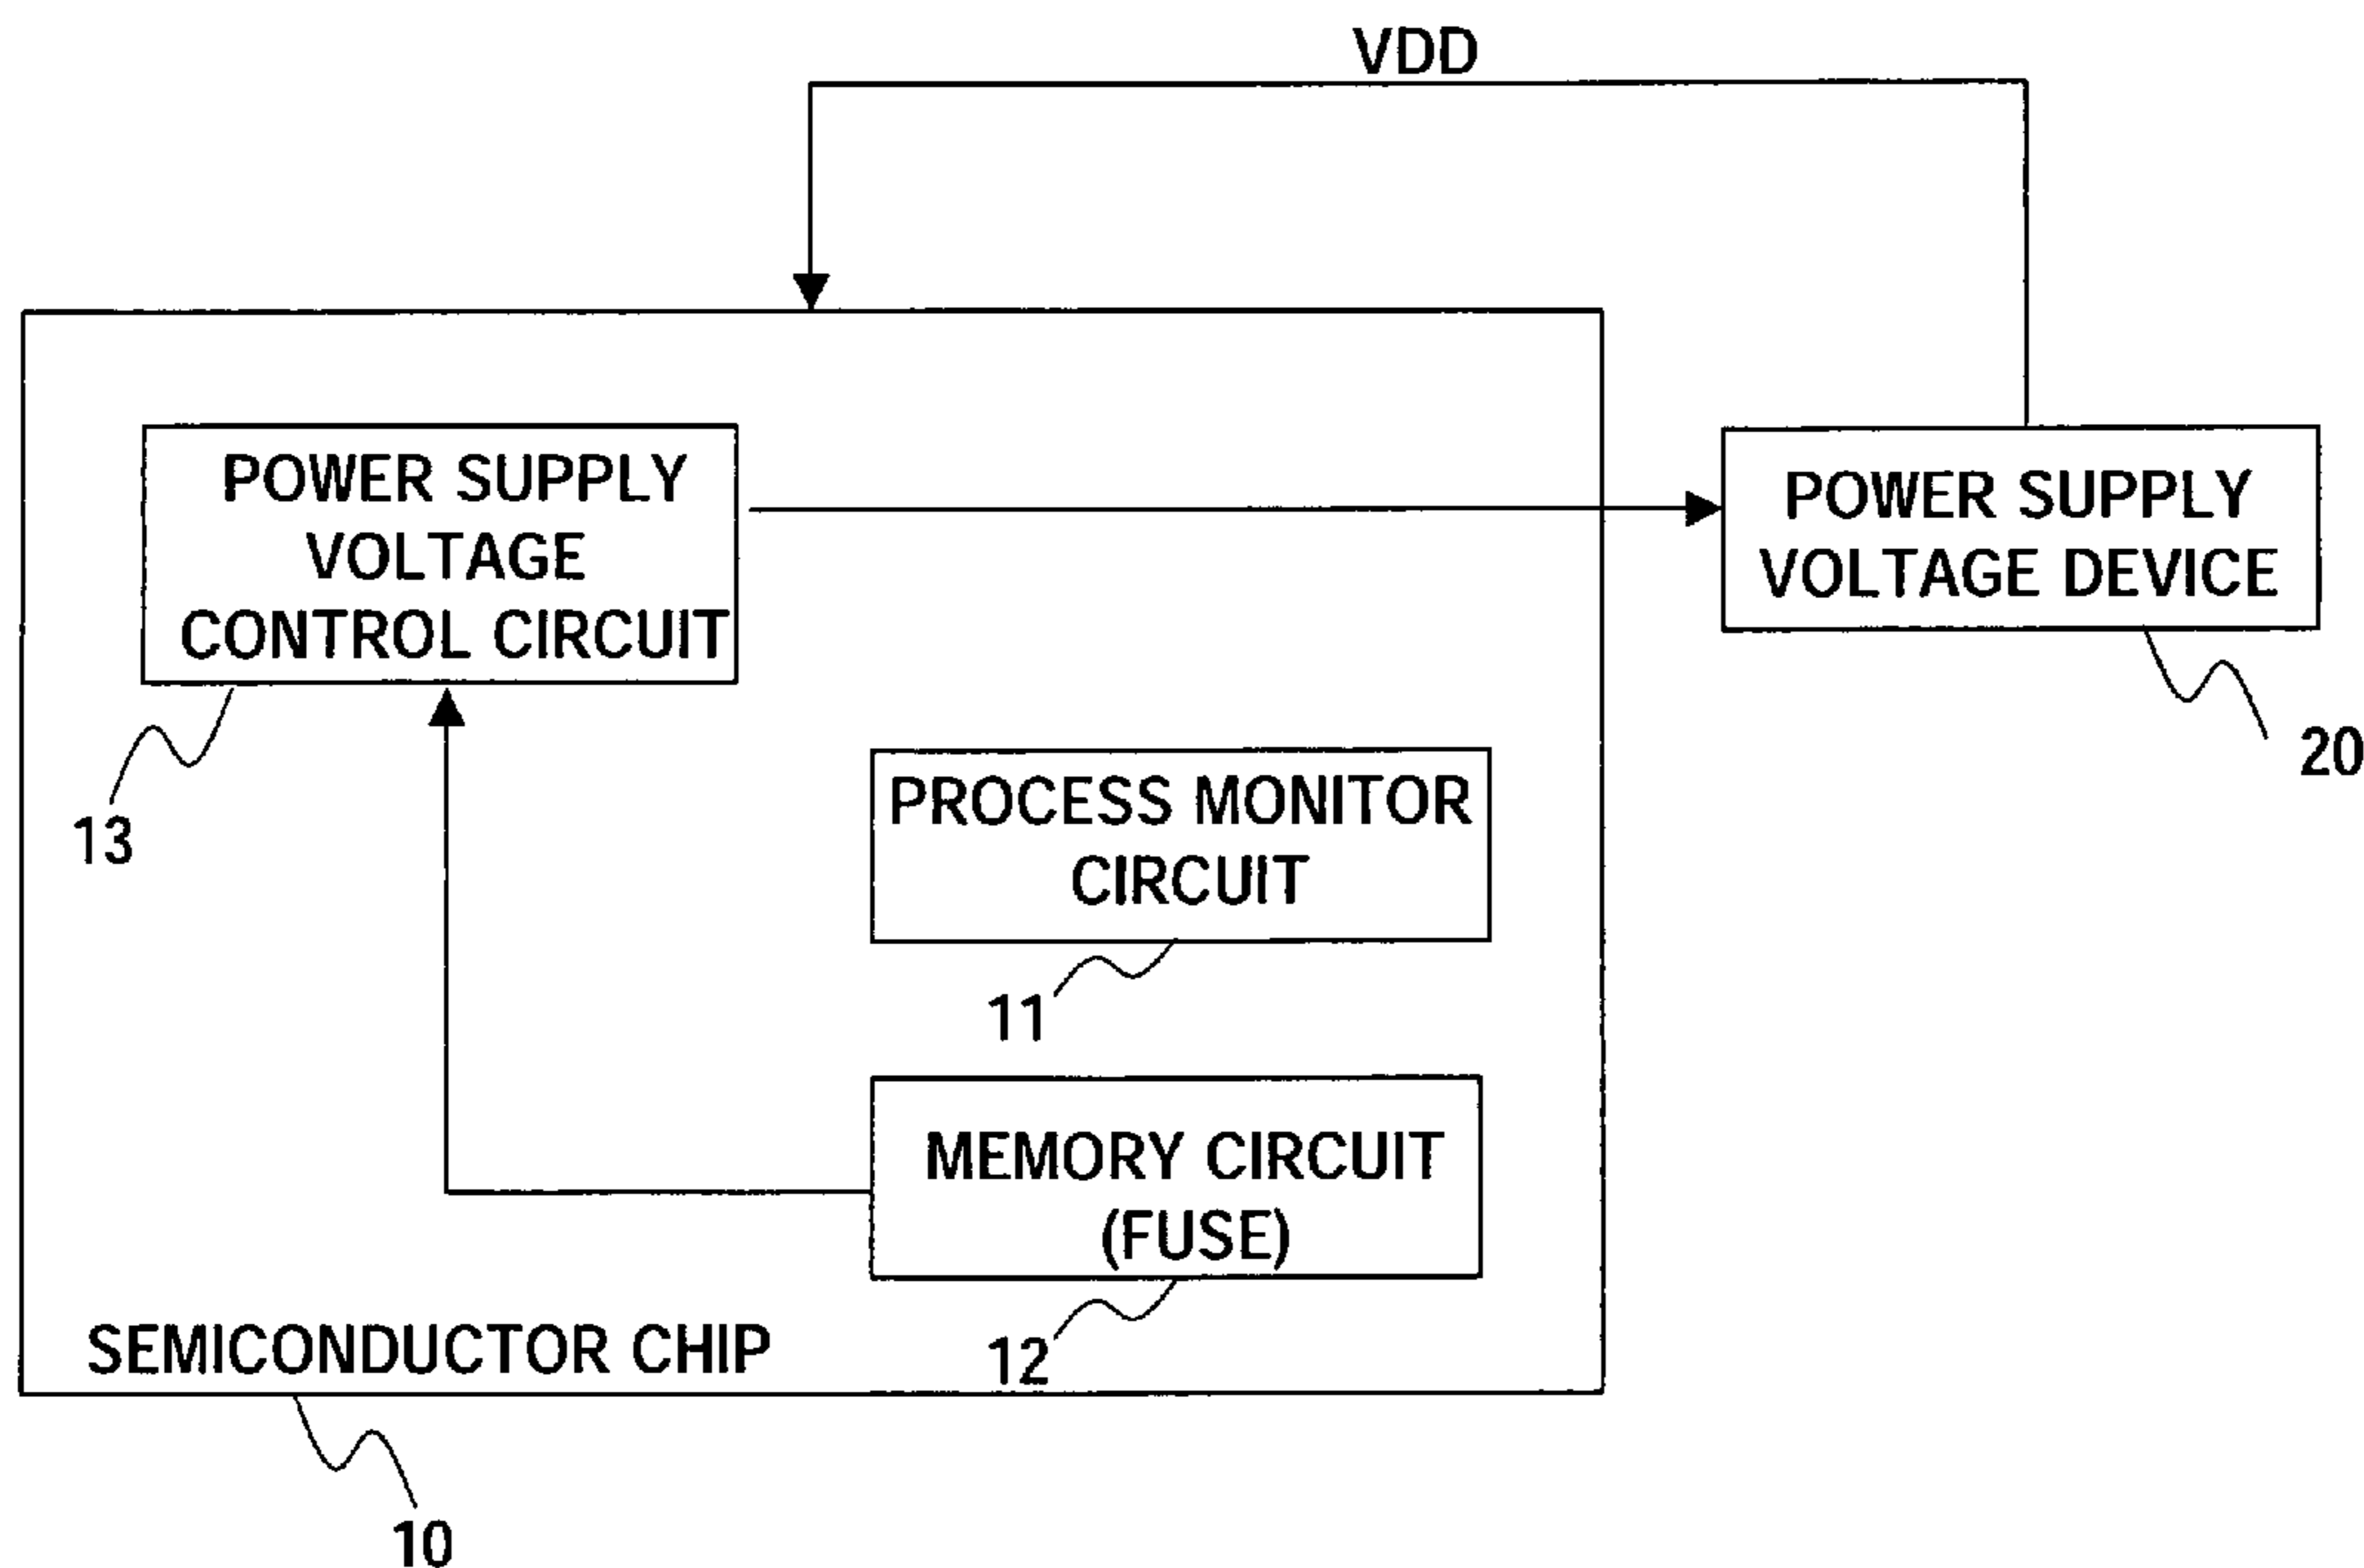 VDD
POWER SUPPLY
VOLTAGE
CONTROL CIRCUIT
13
POWER SUPPLY
VOLTAGE DEVICE
20
PROCESS MONITOR
CIRCUIT
11
MEMORY CIRCUIT
(FUSE)
12
SEMICONDUCTOR CHIP
10